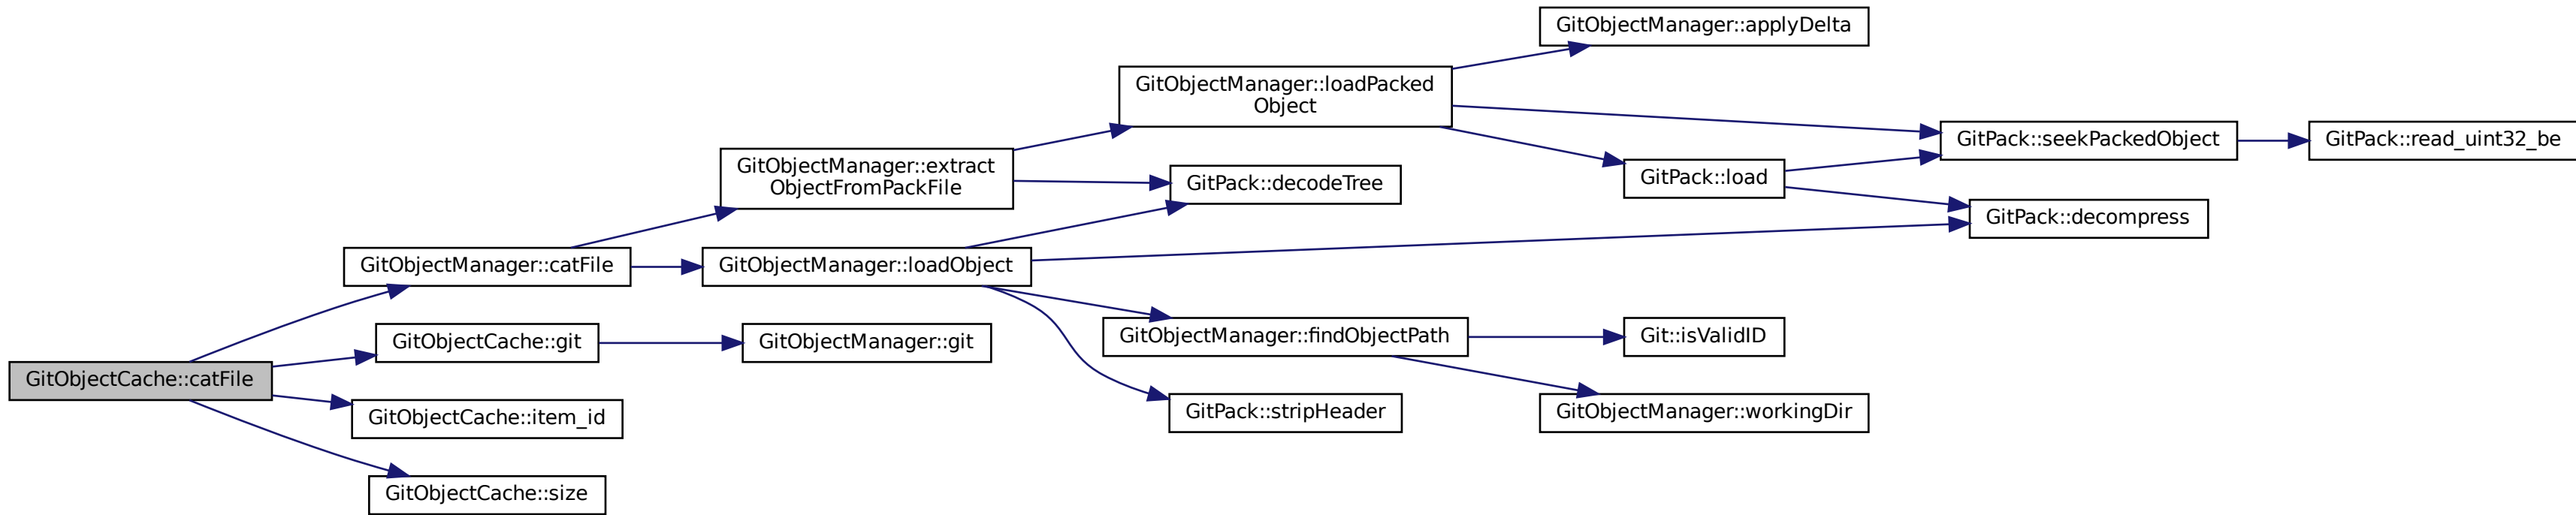 GitObjectCache::catFile
GitObjectManager::catFile
GitObjectCache::git
GitObjectCache::item_id
GitObjectCache::size
GitObjectManager::extract
ObjectFromPackFile
GitObjectManager::loadObject
GitObjectManager::git
GitObjectManager::loadPacked
Object
GitPack::decodeTree
GitObjectManager::findObjectPath
GitPack::stripHeader
GitObjectManager::applyDelta
GitPack::load
Git::isValidID
GitObjectManager::workingDir
GitPack::seekPackedObject
GitPack::decompress
GitPack::read_uint32_be